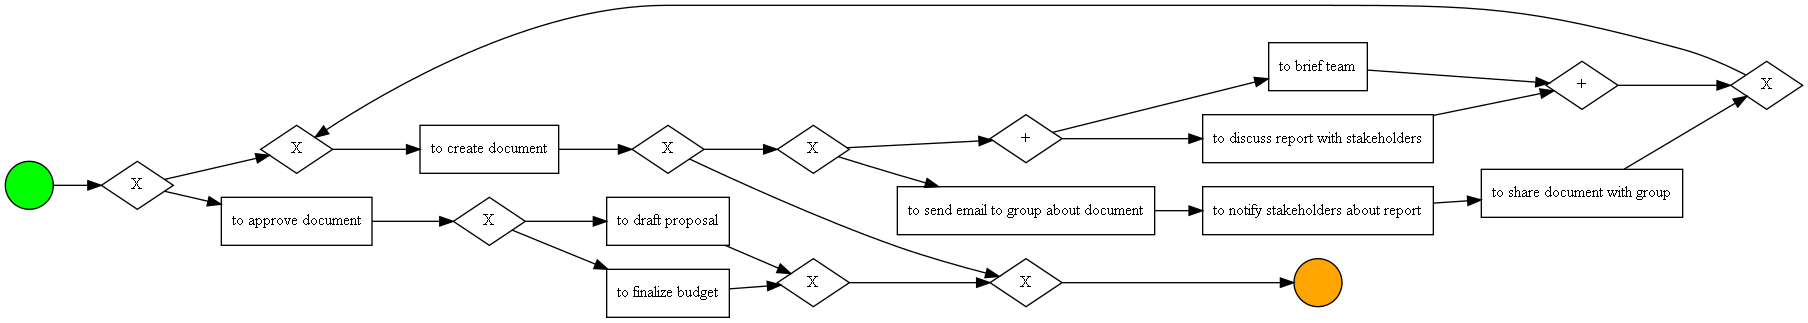 to brief team
X
+
X
to create document
X
X
+
to discuss report with stakeholders
X
to approve document
X
to draft proposal
to send email to group about document
to notify stakeholders about report
to share document with group
to finalize budget
X
X